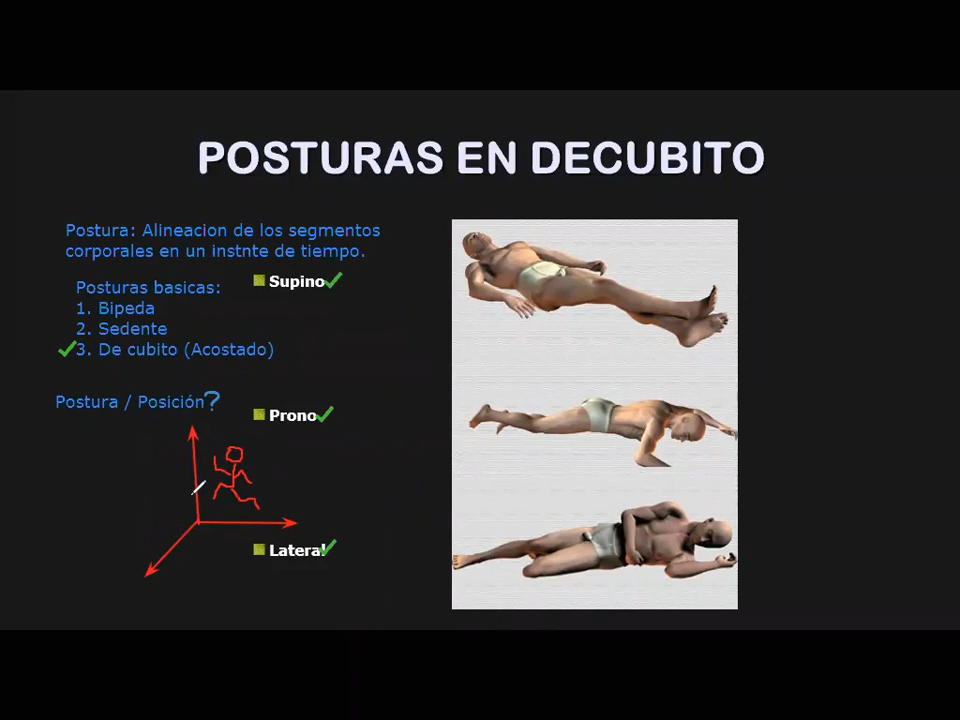 POSTURAS EN DECUBITO
Postura: Alineacion de los segmentos
corporales en un instnte de tiempo.
Posturas basicas:
1. Bipeda
2. Sedente
3. De cubito (Acostado)
Postura / Posición?
Supino
Prono
Lateral